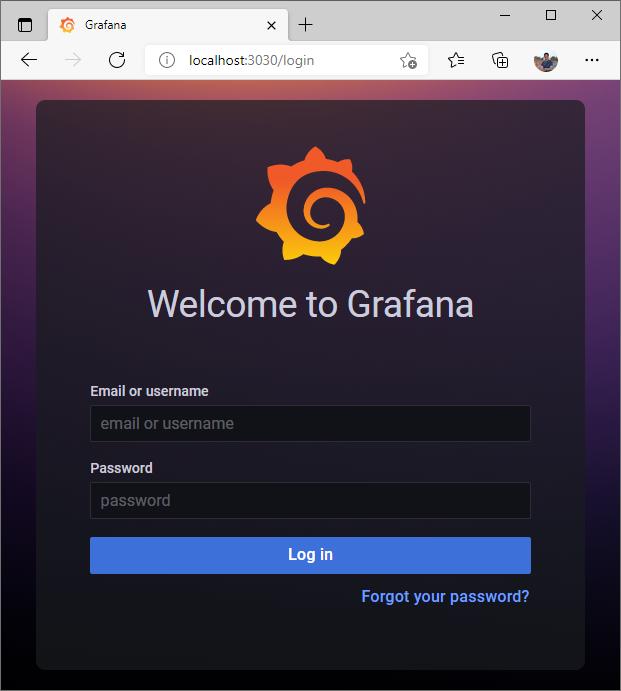 Grafana
localhost:3030/login
Welcome to Grafana
Email or username
email or username
Password
password
Log in
Forgot your password?